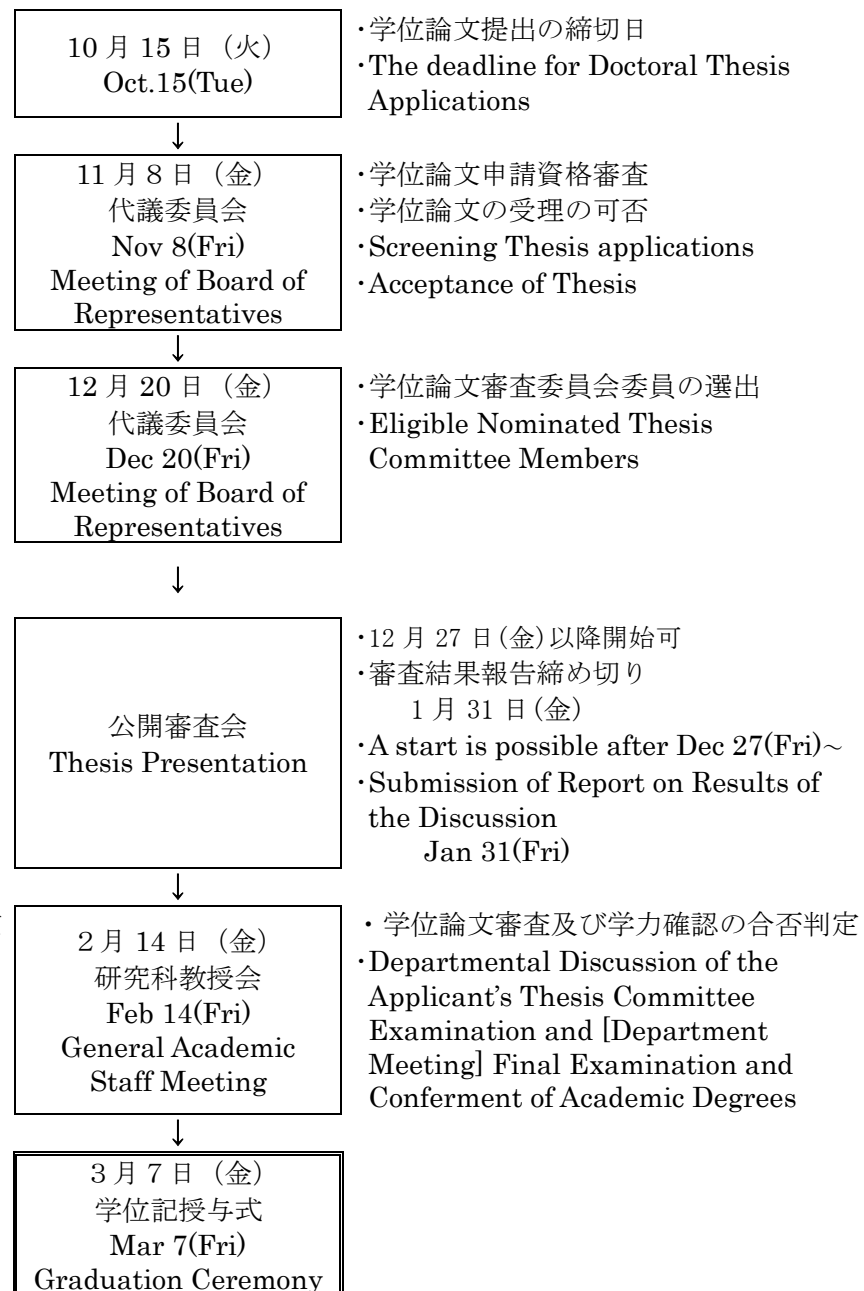 10 月 15 日（火）
Oct.15(Tue)
・学位論文提出の締切日
・The deadline for Doctoral Thesis
Applications
↓
11 月 8 日（金）
代議委員会
Nov 8(Fri)
Meeting of Board of
Representatives
・学位論文申請資格審査
・学位論文の受理の可否
・Screening Thesis applications
・Acceptance of Thesis
↓
12 月 20 日（金）
代議委員会
Dec 20(Fri)
Meeting of Board of
Representatives
・学位論文審査委員会委員の選出
・Eligible Nominated Thesis
Committee Members
↓
公開審査会
Thesis Presentation
・12 月 27 日(金)以降開始可
・審査結果報告締め切り
1 月 31 日(金)
・A start is possible after Dec 27(Fri)~
・Submission of Report on Results of
the Discussion
Jan 31(Fri)
↓
２月 14 日（金）
研究科教授会
Feb 14(Fri)
General Academic
Staff Meeting
・学位論文審査及び学力確認の合否判定
・Departmental Discussion of the
Applicant’s Thesis Committee
Examination and [Department
Meeting] Final Examination and
Conferment of Academic Degrees
↓
３月７日（金）
学位記授与式
Mar 7(Fri)
Graduation Ceremony